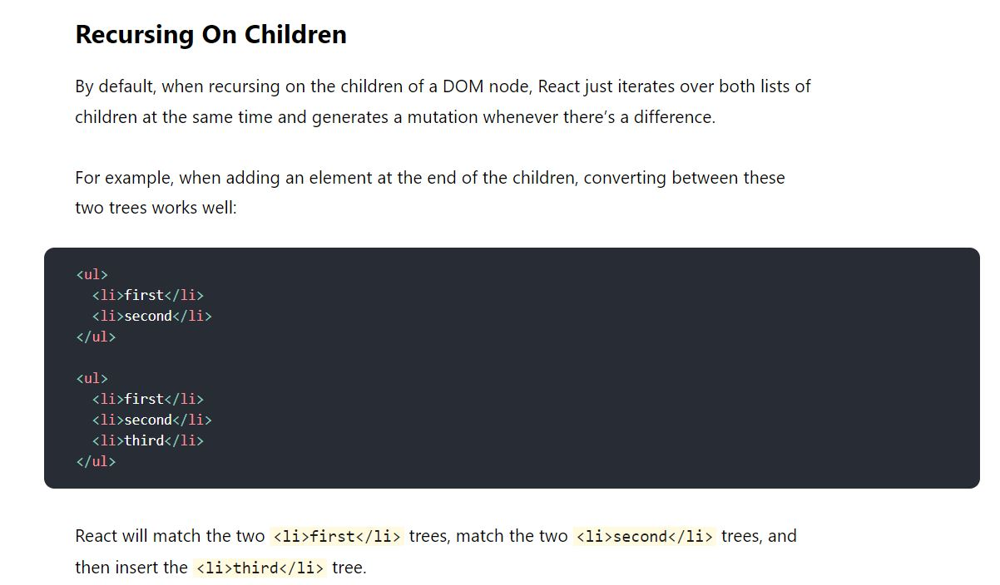 Recursing On Children
By default, when recursing on the children of a DOM node, React just iterates over both lists of
children at the same time and generates a mutation whenever there’s a difference.
For example, when adding an element at the end of the children, converting between these
two trees works well:
<ul>
  <li>first</li>
  <li>second</li>
</ul>

<ul>
  <li>first</li>
  <li>second</li>
  <li>third</li>
</ul>
React will match the two <li>first</li> trees, match the two <li>second</li> trees, and
then insert the <li>third</li> tree.